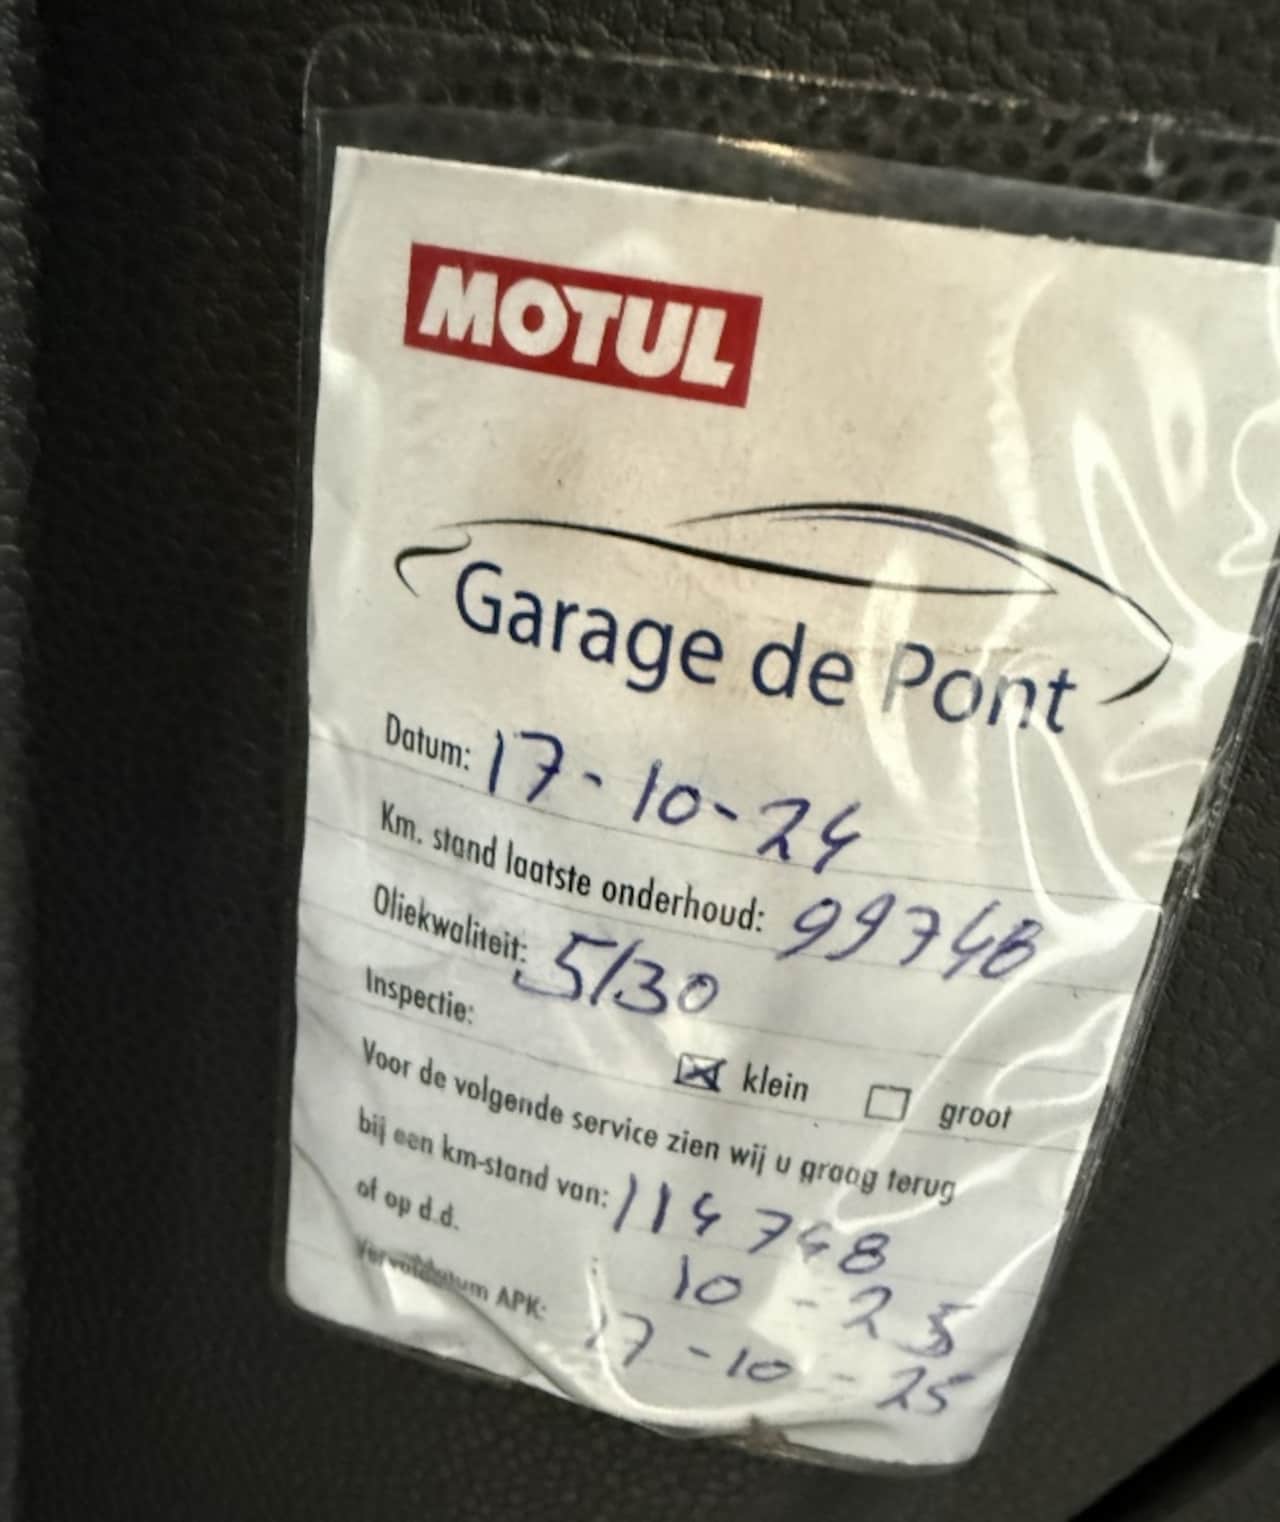 MOTUL
Garage de Pont
Datum: 17-10-24
Km. stand laatste onderhoud: 99748
Oliekwaliteit: 5/30
Inspectie:
klein groot
Voor de volgende service zien wij u graag terug
bij een km-stand van: 114748
of op d.d. 10 - 25
Vervaldatum APK: 17-10-25